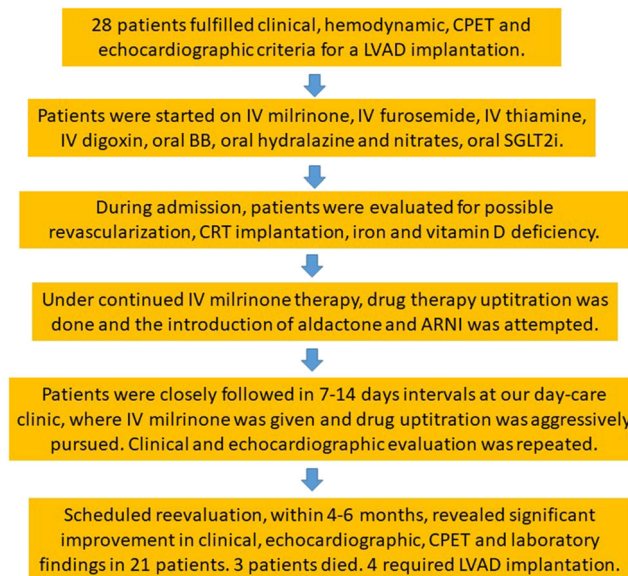 28 patients fulfilled clinical, hemodynamic, CPET and
echocardiographic criteria for a LVAD implantation.
Patients were started on IV milrinone, IV furosemide, IV thiamine,
IV digoxin, oral BB, oral hydralazine and nitrates, oral SGLT2i.
During admission, patients were evaluated for possible
revascularization, CRT implantation, iron and vitamin D deficiency.
Under continued IV milrinone therapy, drug therapy uptitration was
done and the introduction of aldactone and ARNI was attempted.
Patients were closely followed in 7-14 days intervals at our day-care
clinic, where IV milrinone was given and drug uptitration was aggressively
pursued. Clinical and echocardiographic evaluation was repeated.
Scheduled reevaluation, within 4-6 months, revealed significant
improvement in clinical, echocardiographic, CPET and laboratory
findings in 21 patients. 3 patients died. 4 required LVAD implantation.